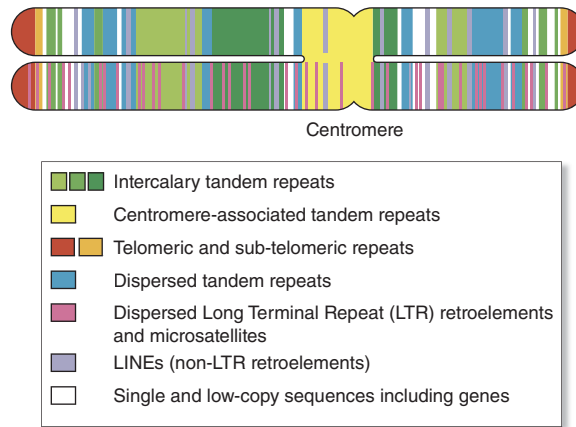 Centromere
Intercalary tandem repeats
Centromere-associated tandem repeats
Telomeric and sub-telomeric repeats
Dispersed tandem repeats
Dispersed Long Terminal Repeat (LTR) retroelements
and microsatellites
LINEs (non-LTR retroelements)
Single and low-copy sequences including genes